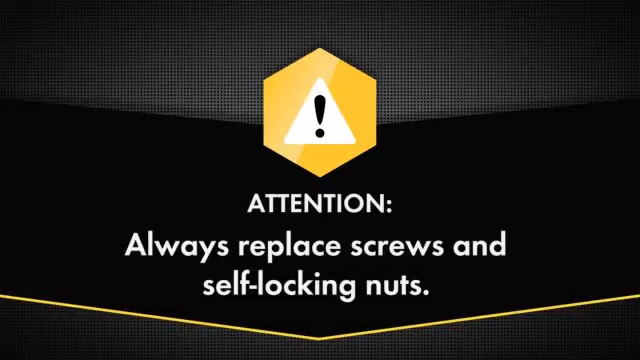 ATTENTION:
Always replace screws and
self-locking nuts.